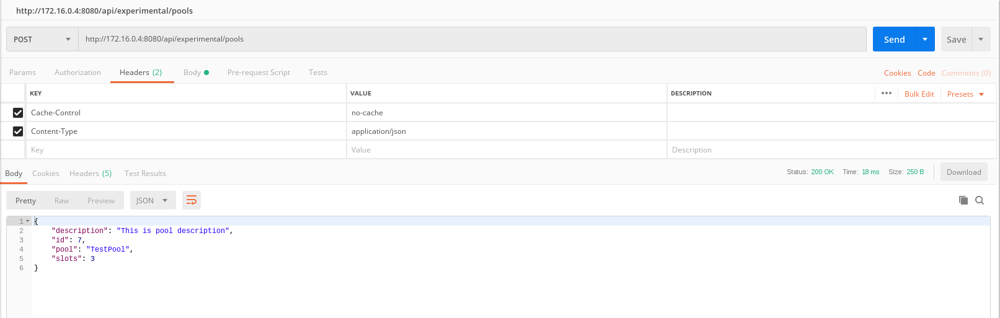 http://172.16.0.4:8080/api/experimental/pools
POST http://172.16.0.4:8080/api/experimental/pools Send Save
Params Authorization Headers (2) Body Pre-request Script Tests Cookies Code Comments (0)
KEY VALUE DESCRIPTION ••• Bulk Edit Presets
Cache-Control no-cache
Content-Type application/json
Key Value Description
Body Cookies Headers (5) Test Results Status: 200 OK Time: 18 ms Size: 250 B Download
Pretty Raw Preview JSON
1 {
2 "description": "This is pool description",
3 "id": 7,
4 "pool": "TestPool",
5 "slots": 3
6 }